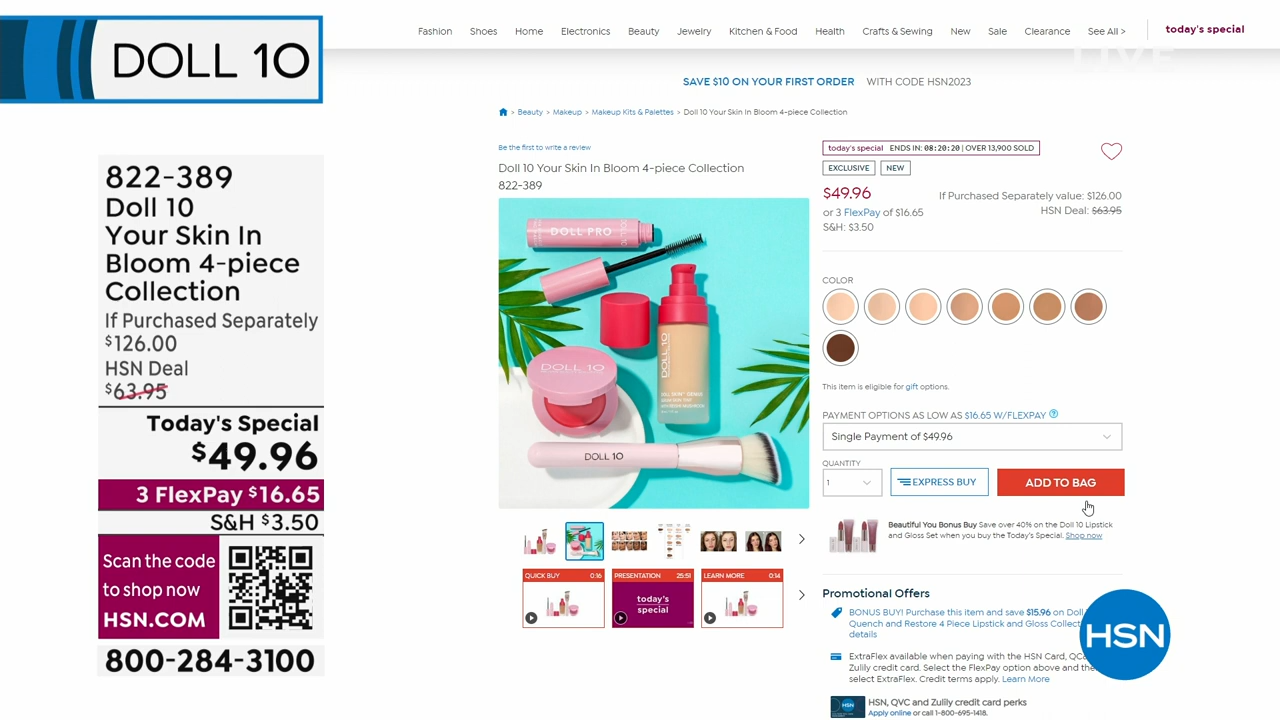 DOLL 10
Fashion Shoes Home Electronics Beauty Jewelry Kitchen & Food Health Crafts & Sewing New Sale Clearance See All > today's special
LIVE
SAVE $10 ON YOUR FIRST ORDER WITH CODE HSN2023
> Beauty > Makeup > Makeup Kits & Palettes > Doll 10 Your Skin In Bloom 4-piece Collection
822-389
Doll 10
Your Skin In
Bloom 4-piece
Collection
If Purchased Separately
$126.00
HSN Deal
$63.95
Today's Special
$49.96
3 FlexPay $16.65
S&H $3.50
Scan the code
to shop now
HSN.COM
800-284-3100
Be the first to write a review
Doll 10 Your Skin In Bloom 4-piece Collection
822-389
DOLL PRO
DOLL 10
DOLL 10
DOLL 10
DOLL 10
QUICK BUY 0:16
PRESENTATION 25:51
today's
special
LEARN MORE 0:14
today's special ENDS IN: 08:20:20 | OVER 13,900 SOLD
EXCLUSIVE NEW
$49.96 If Purchased Separately value: $126.00
or 3 FlexPay of $16.65 HSN Deal: $63.95
S&H: $3.50
COLOR
This item is eligible for gift options.
PAYMENT OPTIONS AS LOW AS $16.65 W/FLEXPAY ?
Single Payment of $49.96
QUANTITY
1 EXPRESS BUY ADD TO BAG
Beautiful You Bonus Buy Save over 40% on the Doll 10 Lipstick
and Gloss Set when you buy the Today's Special. Shop now
Promotional Offers
BONUS BUY! Purchase this item and save $15.96 on Doll
Quench and Restore 4 Piece Lipstick and Gloss Collect
details
ExtraFlex available when paying with the HSN Card, QC
Zulily credit card. Select the FlexPay option above and the
select ExtraFlex. Credit terms apply. Learn More
HSN, QVC and Zulily credit card perks
Apply online or call 1-800-695-1418.
HSN